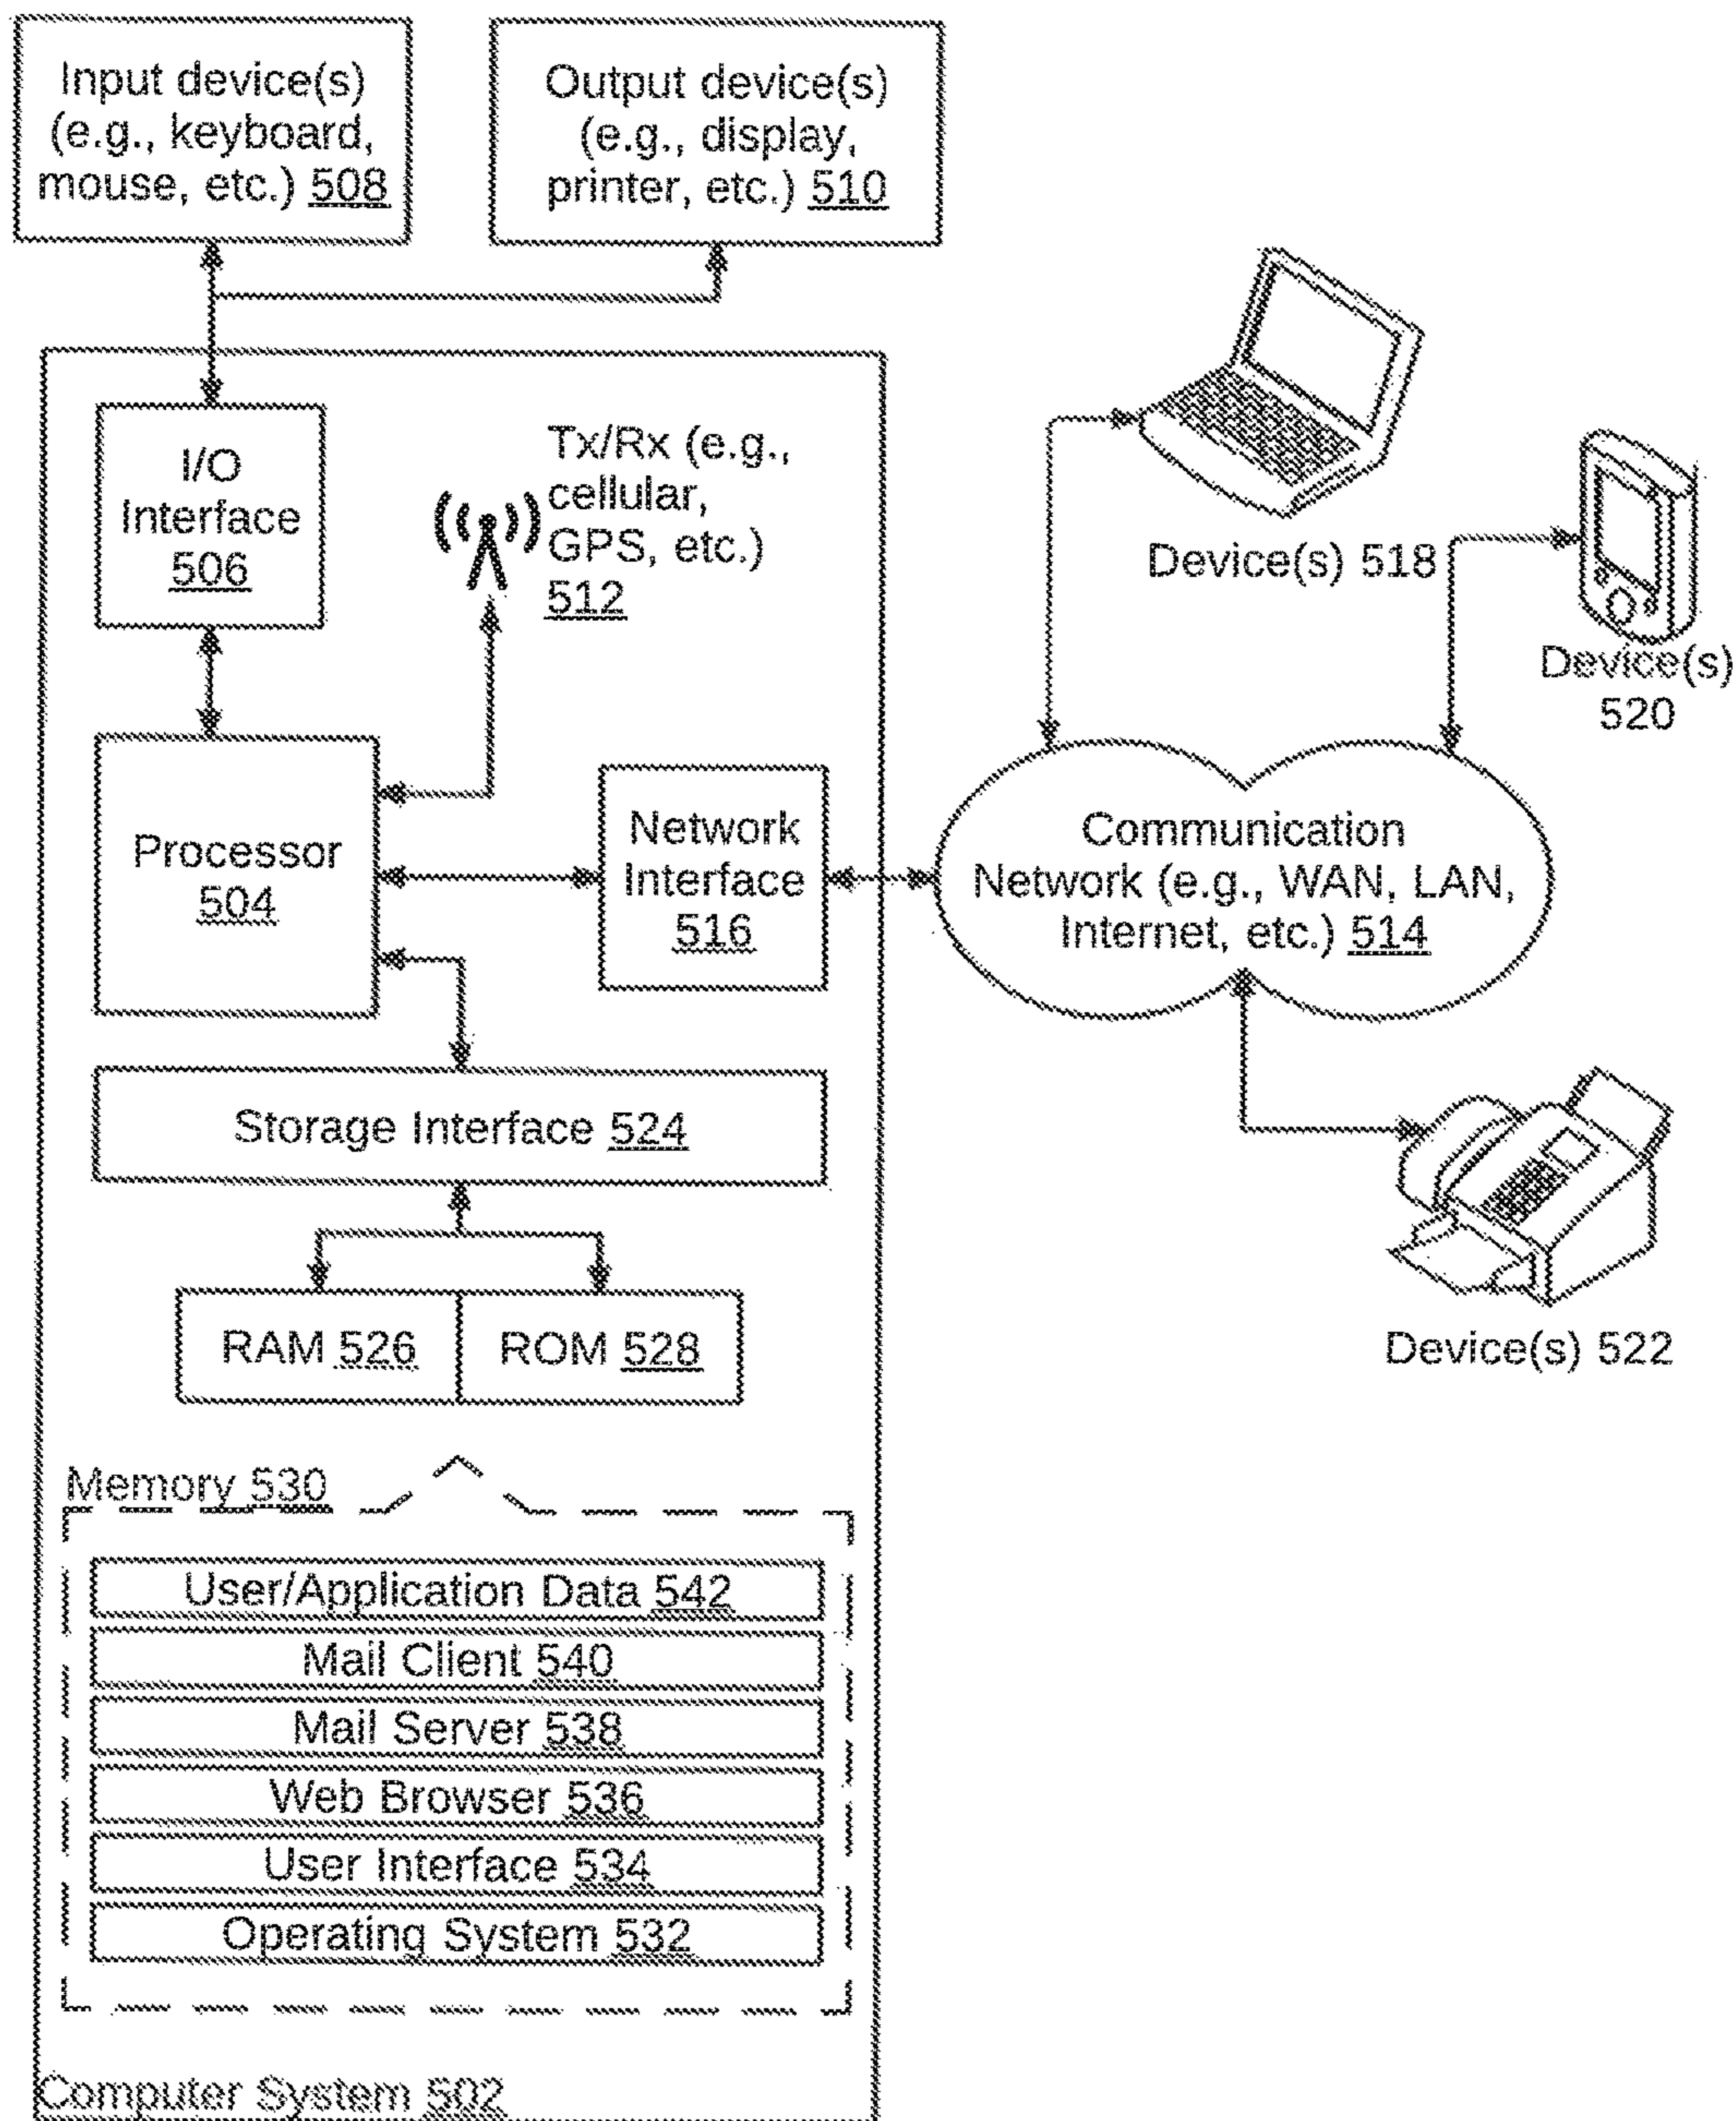 Input device(s)
(e.g., keyboard,
mouse, etc.) 508
Output device(s)
(e.g., display,
printer, etc.) 510
I/O
Interface
506
Tx/Rx (e.g.,
cellular,
GPS, etc.)
512
Device(s) 518
Device(s)
520
Processor
504
Network
Interface
516
Communication
Network (e.g., WAN, LAN,
Internet, etc.) 514
Storage Interface 524
RAM 526
ROM 528
Device(s) 522
Memory 530
User/Application Data 542
Mail Client 540
Mail Server 538
Web Browser 536
User Interface 534
Operating System 532
Computer System 502